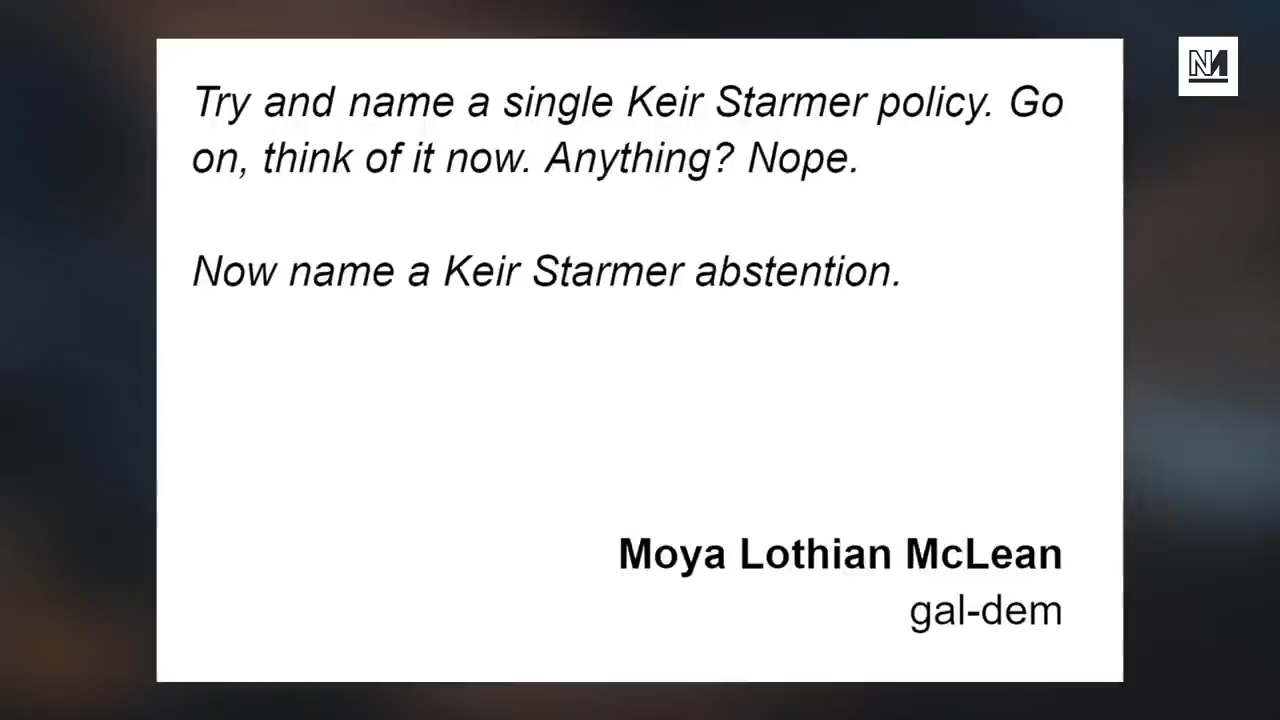 Try and name a single Keir Starmer policy. Go
on, think of it now. Anything? Nope.
Now name a Keir Starmer abstention.
Moya Lothian McLean
gal-dem
NM